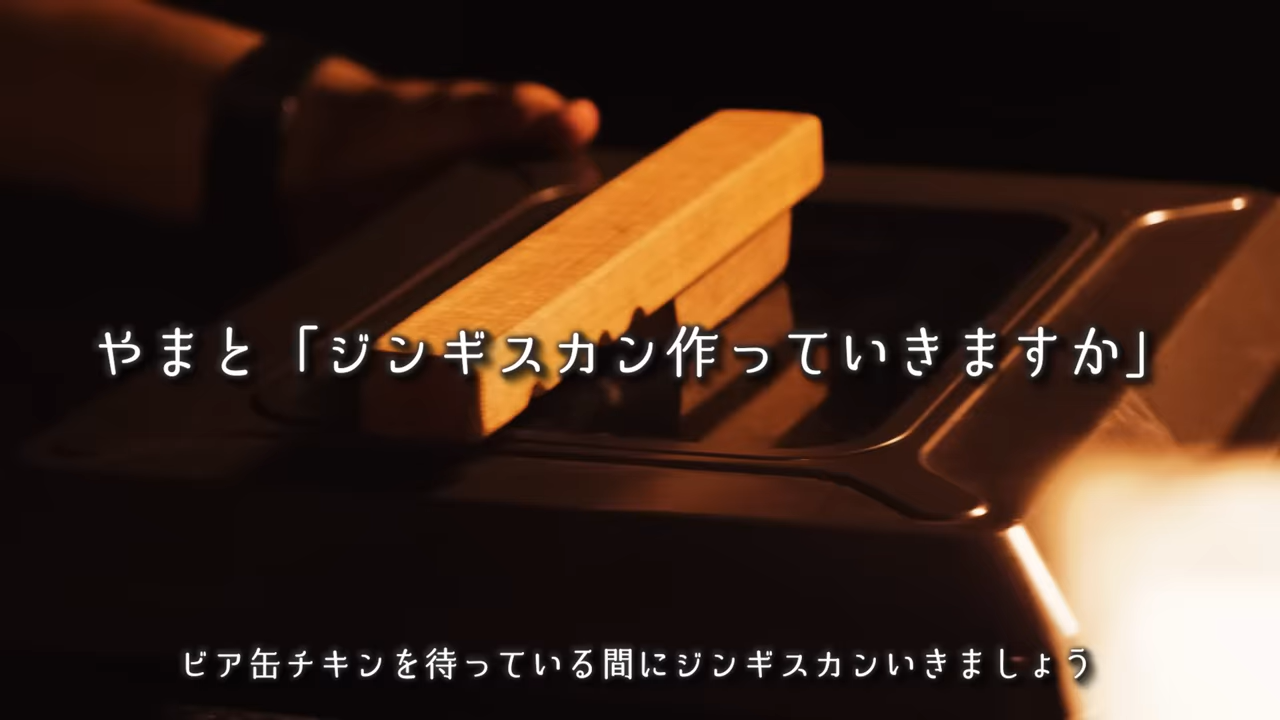 やまと「ジンギスカン作っていきますか」
ビア缶チキンを待っている間にジンギスカンいきましょう